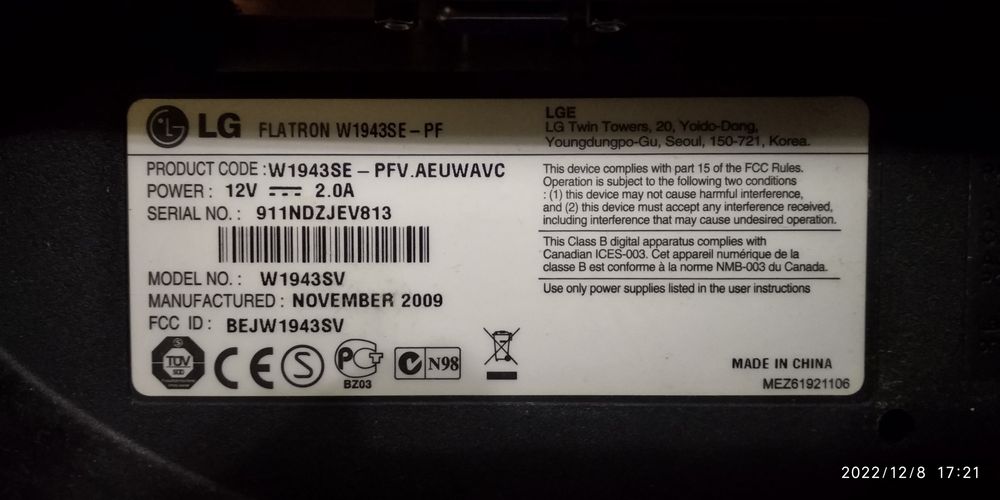 LG FLATRON W1943SE-PF
LGE
LG Twin Towers, 20, Yoido-Dong,
Youngdungpo-Gu, Seoul, 150-721, Korea.
PRODUCT CODE : W1943SE - PFV.AEUWAVC
POWER : 12V 2.0A
SERIAL NO. : 911NDZJEV813
MODEL NO. : W1943SV
MANUFACTURED : NOVEMBER 2009
FCC ID : BEJW1943SV
TÜV
SÜD
CE
S
PCT
BZ03
N98
This device complies with part 15 of the FCC Rules.
Operation is subject to the following two conditions
: (1) this device may not cause harmful interference,
and (2) this device must accept any interference received,
including interference that may cause undesired operation.
This Class B digital apparatus complies with
Canadian ICES-003. Cet appareil numérique de la
classe B est conforme à la norme NMB-003 du Canada.
Use only power supplies listed in the user instructions
MADE IN CHINA
MEZ61921106
2022/12/8 17:21